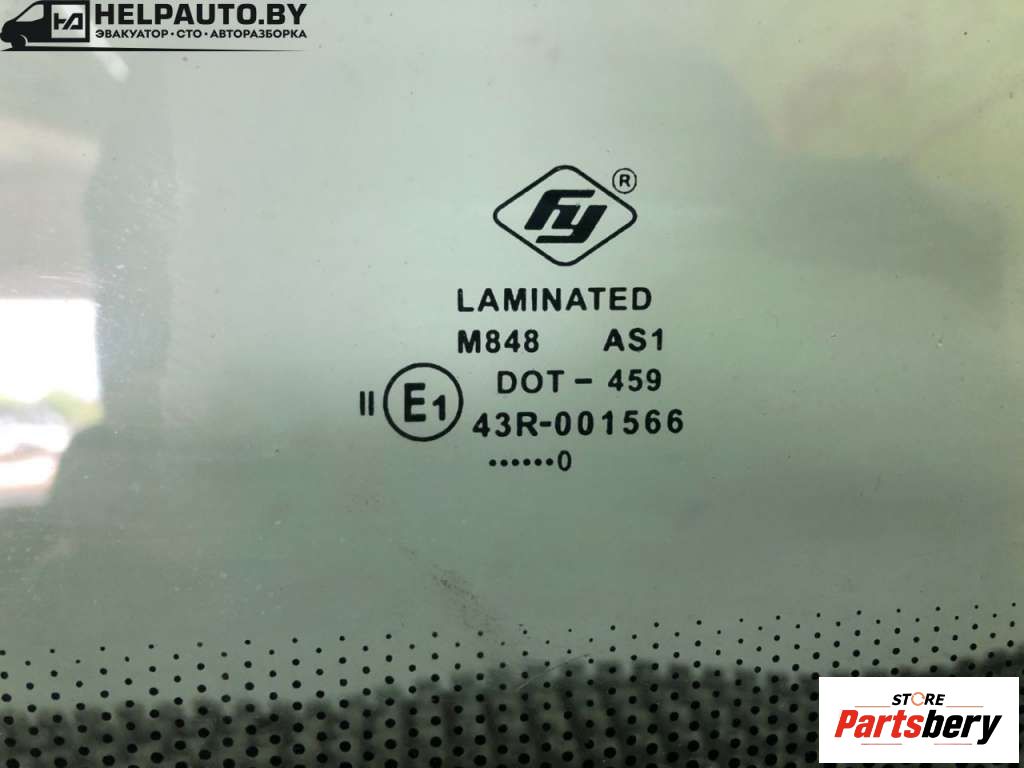 HELPAUTO.BY
ЭВАКУАТОР • СТО • АВТОРАЗБОРКА
fy ®
LAMINATED
M848 AS1
DOT - 459
II E1 43R-001566
••••••0
STORE
Partsbery